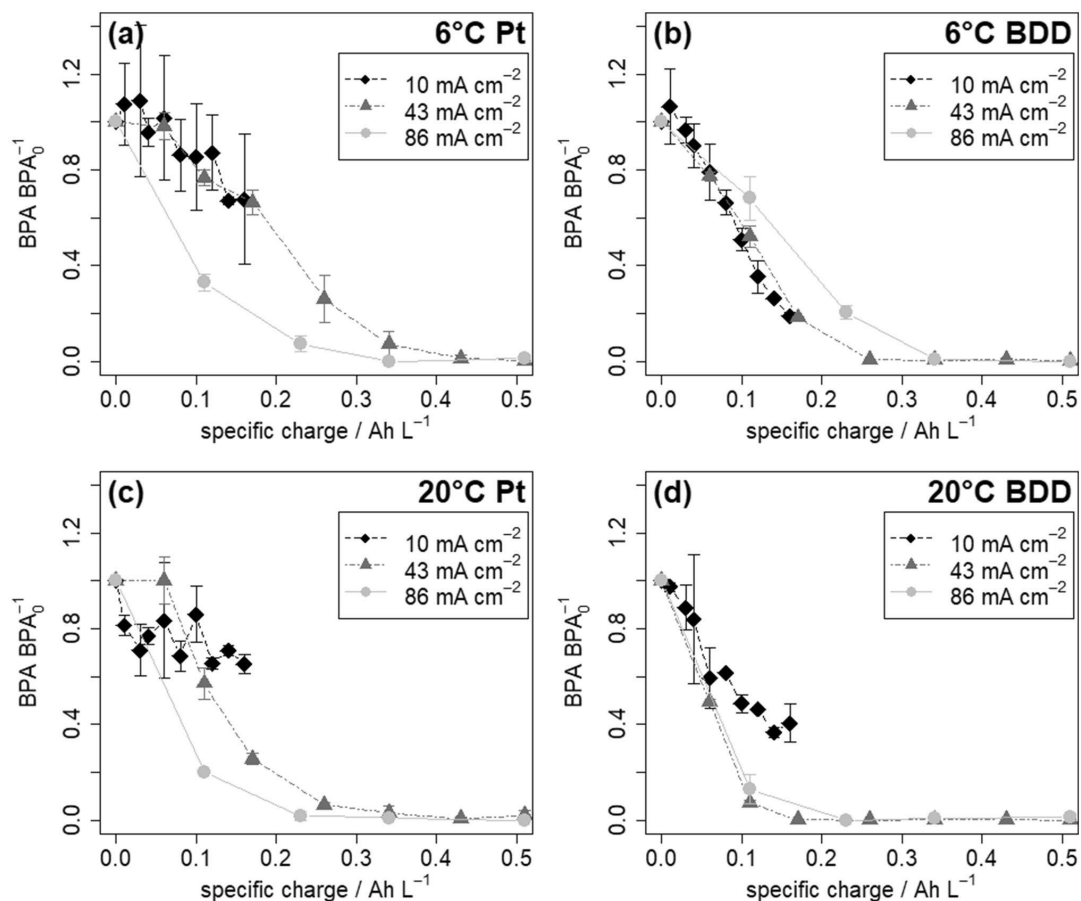 (a) 6°C Pt
10 mA cm⁻²
43 mA cm⁻²
86 mA cm⁻²
BPA BPA₀⁻¹
0.0 0.4 0.8 1.2
0.0 0.1 0.2 0.3 0.4 0.5
specific charge / Ah L⁻¹
(b) 6°C BDD
10 mA cm⁻²
43 mA cm⁻²
86 mA cm⁻²
BPA BPA₀⁻¹
0.0 0.4 0.8 1.2
0.0 0.1 0.2 0.3 0.4 0.5
specific charge / Ah L⁻¹
(c) 20°C Pt
10 mA cm⁻²
43 mA cm⁻²
86 mA cm⁻²
BPA BPA₀⁻¹
0.0 0.4 0.8 1.2
0.0 0.1 0.2 0.3 0.4 0.5
specific charge / Ah L⁻¹
(d) 20°C BDD
10 mA cm⁻²
43 mA cm⁻²
86 mA cm⁻²
BPA BPA₀⁻¹
0.0 0.4 0.8 1.2
0.0 0.1 0.2 0.3 0.4 0.5
specific charge / Ah L⁻¹